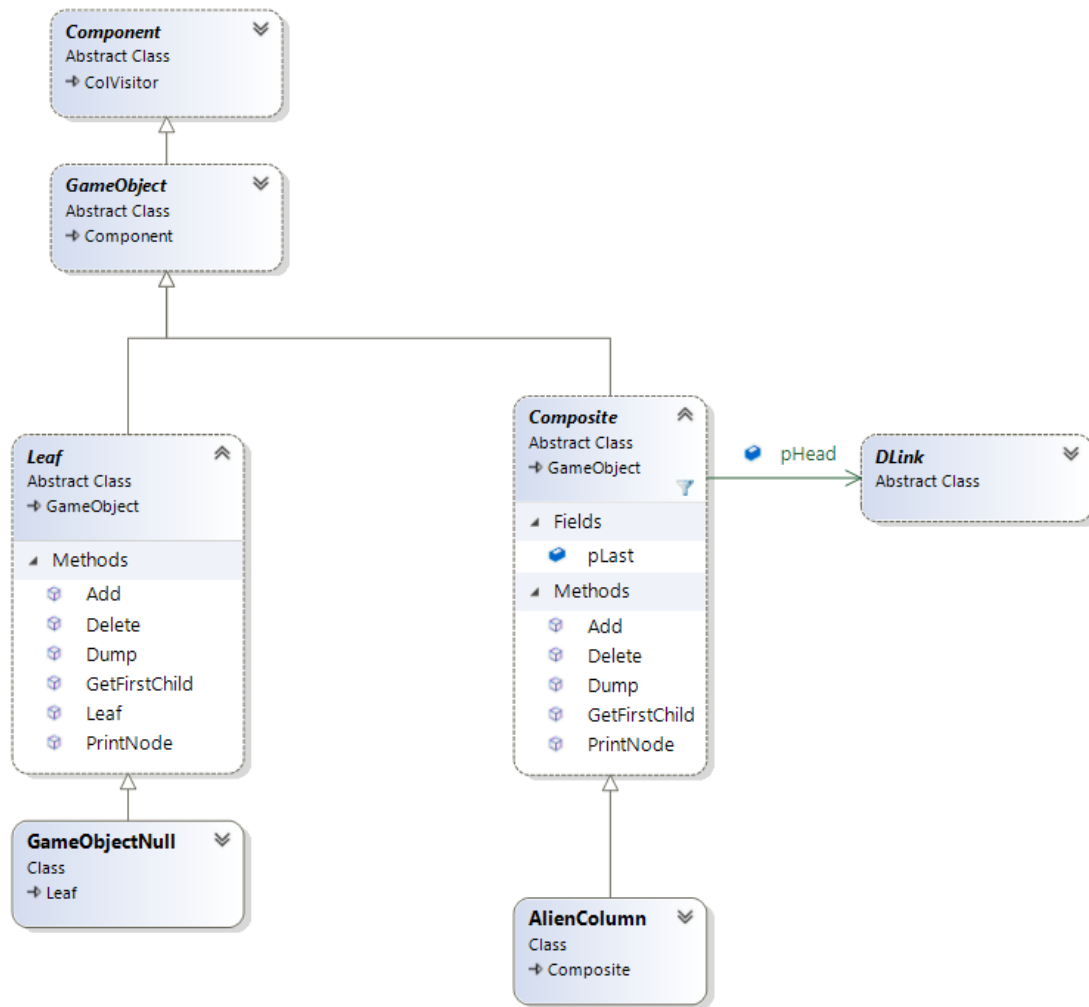 Component
Abstract Class
ColVisitor
GameObject
Abstract Class
Component
Leaf
Abstract Class
GameObject
Methods
Add
Delete
Dump
GetFirstChild
Leaf
PrintNode
GameObjectNull
Class
Leaf
Composite
Abstract Class
GameObject
Fields
pLast
Methods
Add
Delete
Dump
GetFirstChild
PrintNode
AlienColumn
Class
Composite
pHead
DLink
Abstract Class